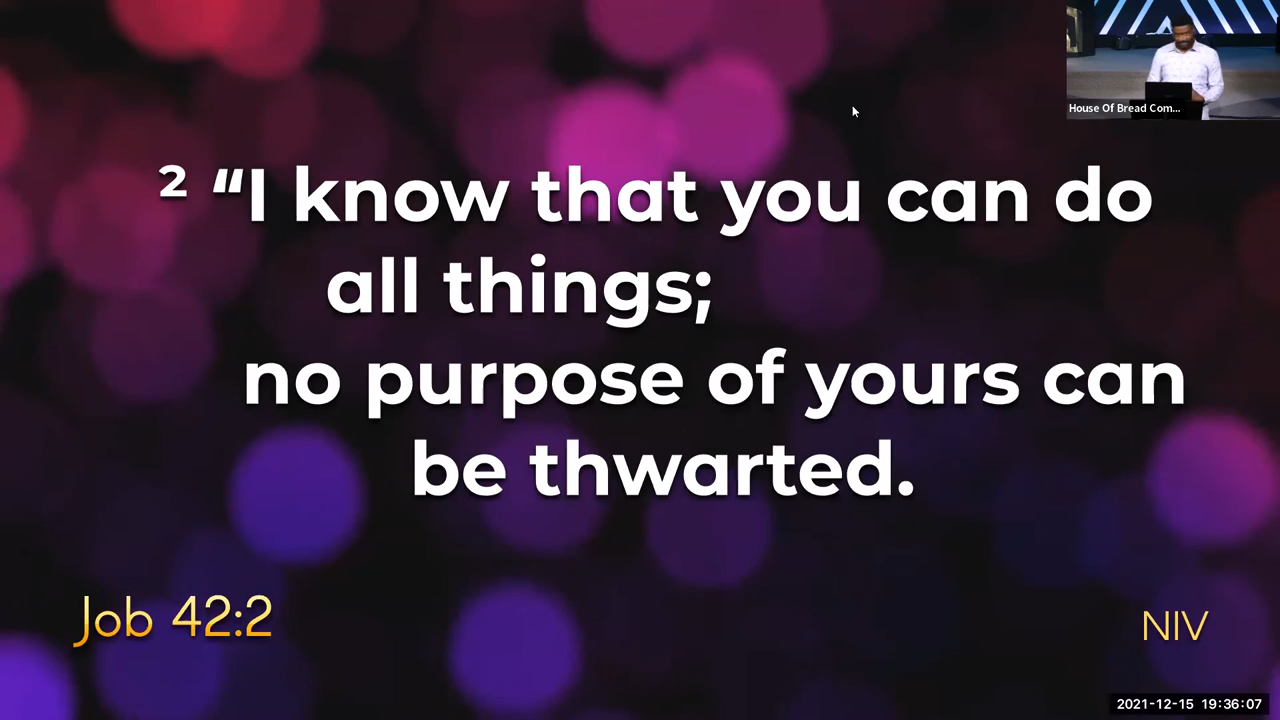 House Of Bread Com...
² “I know that you can do
all things;
no purpose of yours can
be thwarted.
Job 42:2
NIV
2021-12-15 19:36:07